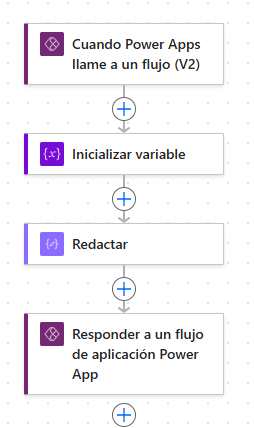 Cuando Power Apps
llame a un flujo (V2)
{x}
Inicializar variable
Redactar
Responder a un flujo
de aplicación Power
App